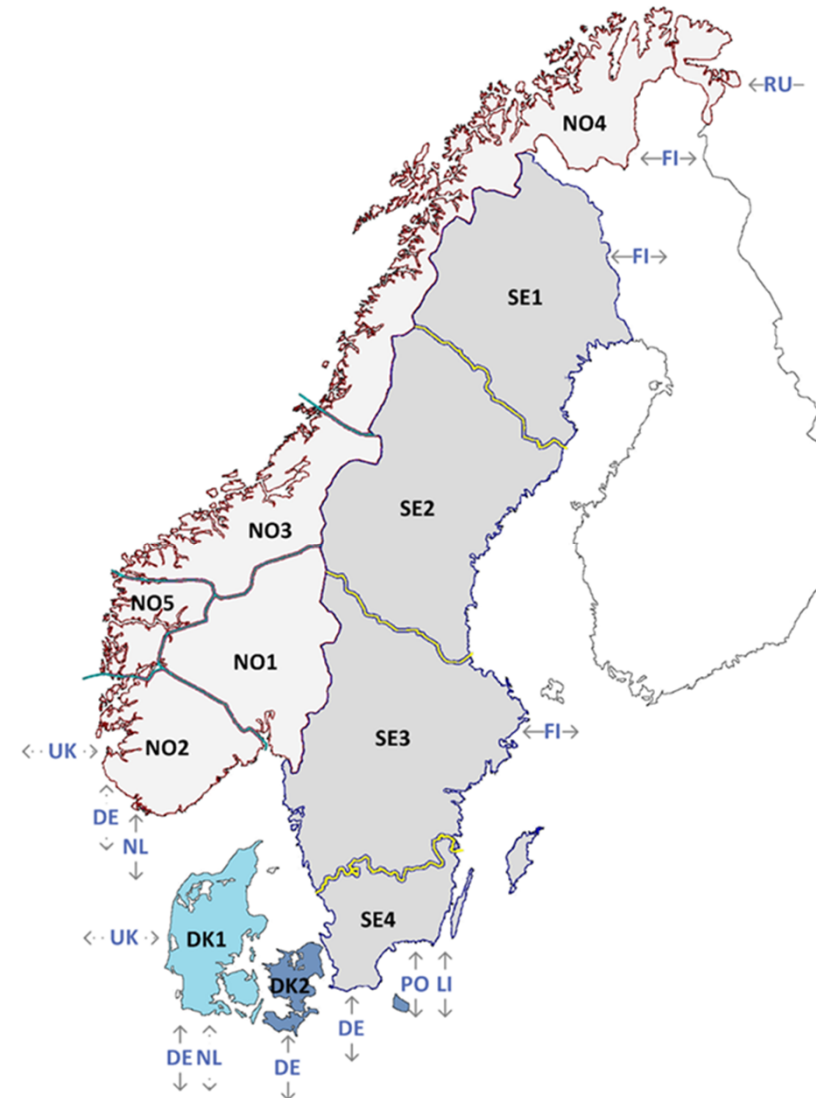 RU
NO4
FI
FI
SE1
SE2
NO3
NO5
NO1
SE3
FI
NO2
UK
DE
NL
SE4
UK
DK1
DK2
PO LI
DE
DE NL
DE